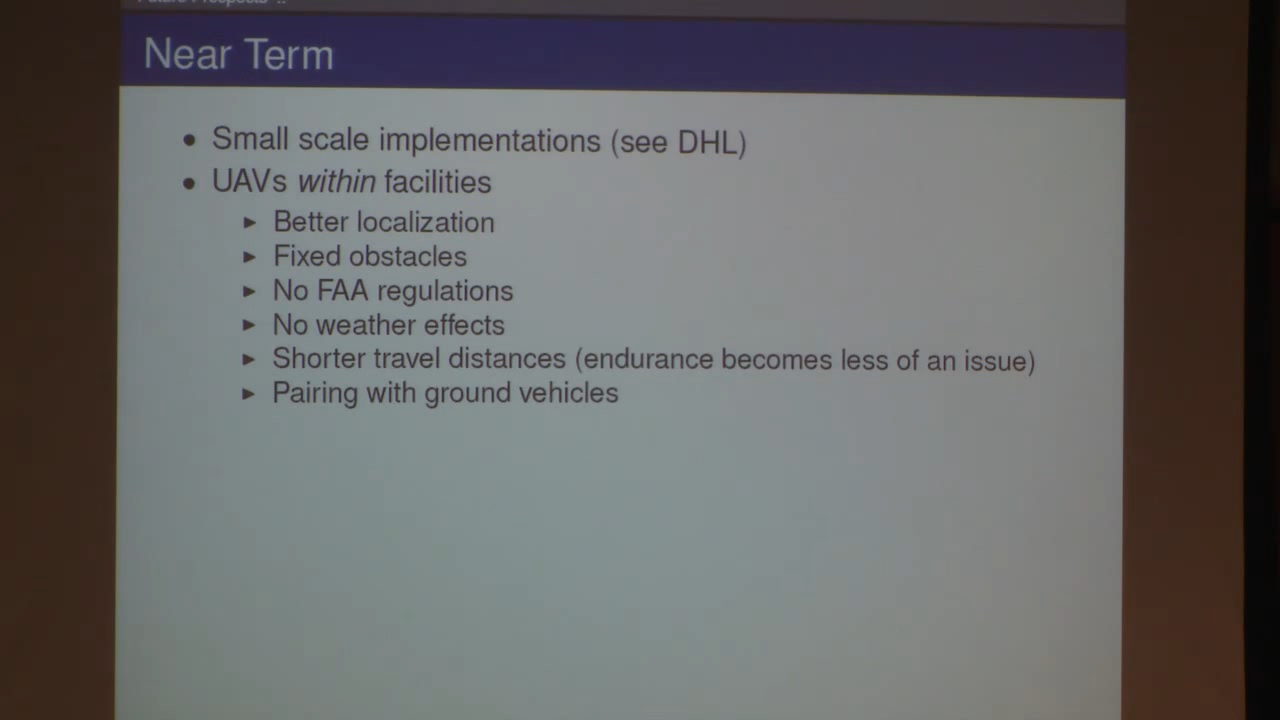 Near Term
• Small scale implementations (see DHL)
• UAVs within facilities
▶ Better localization
▶ Fixed obstacles
▶ No FAA regulations
▶ No weather effects
▶ Shorter travel distances (endurance becomes less of an issue)
▶ Pairing with ground vehicles